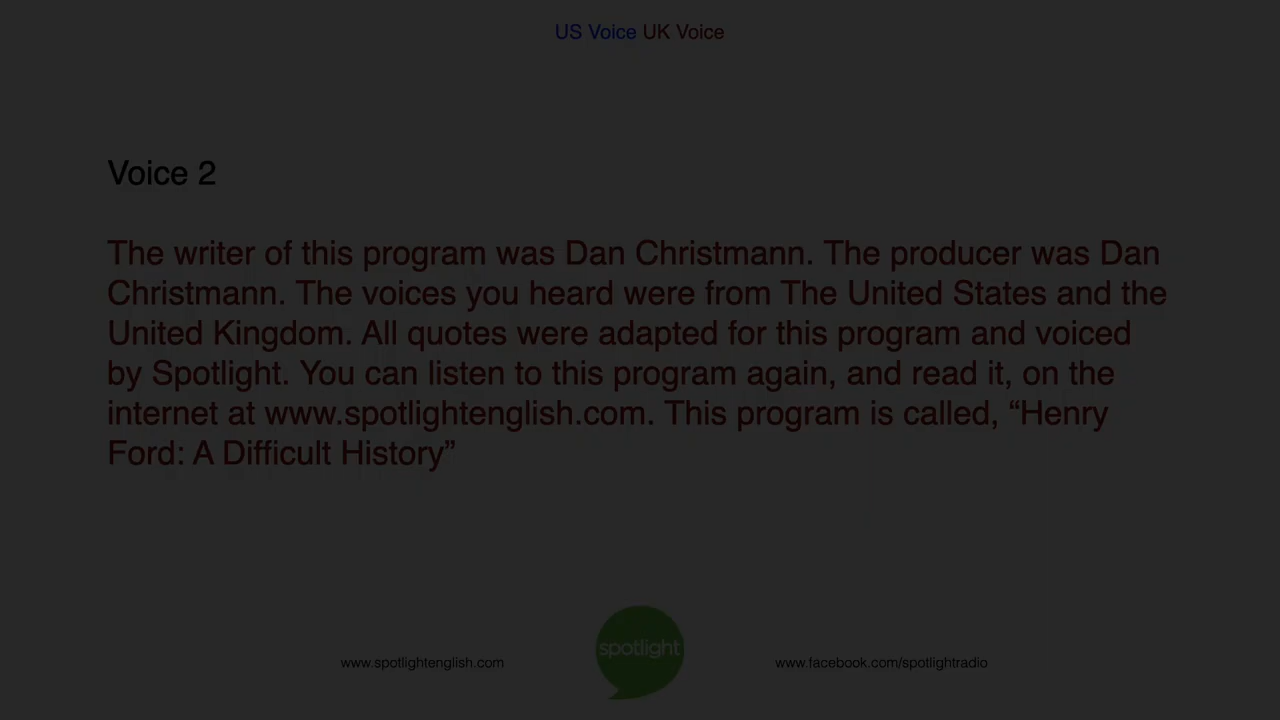 US Voice UK Voice
Voice 2
The writer of this program was Dan Christmann. The producer was Dan
Christmann. The voices you heard were from The United States and the
United Kingdom. All quotes were adapted for this program and voiced
by Spotlight. You can listen to this program again, and read it, on the
internet at www.spotlightenglish.com. This program is called, “Henry
Ford: A Difficult History”
spotlight
www.spotlightenglish.com
www.facebook.com/spotlightradio